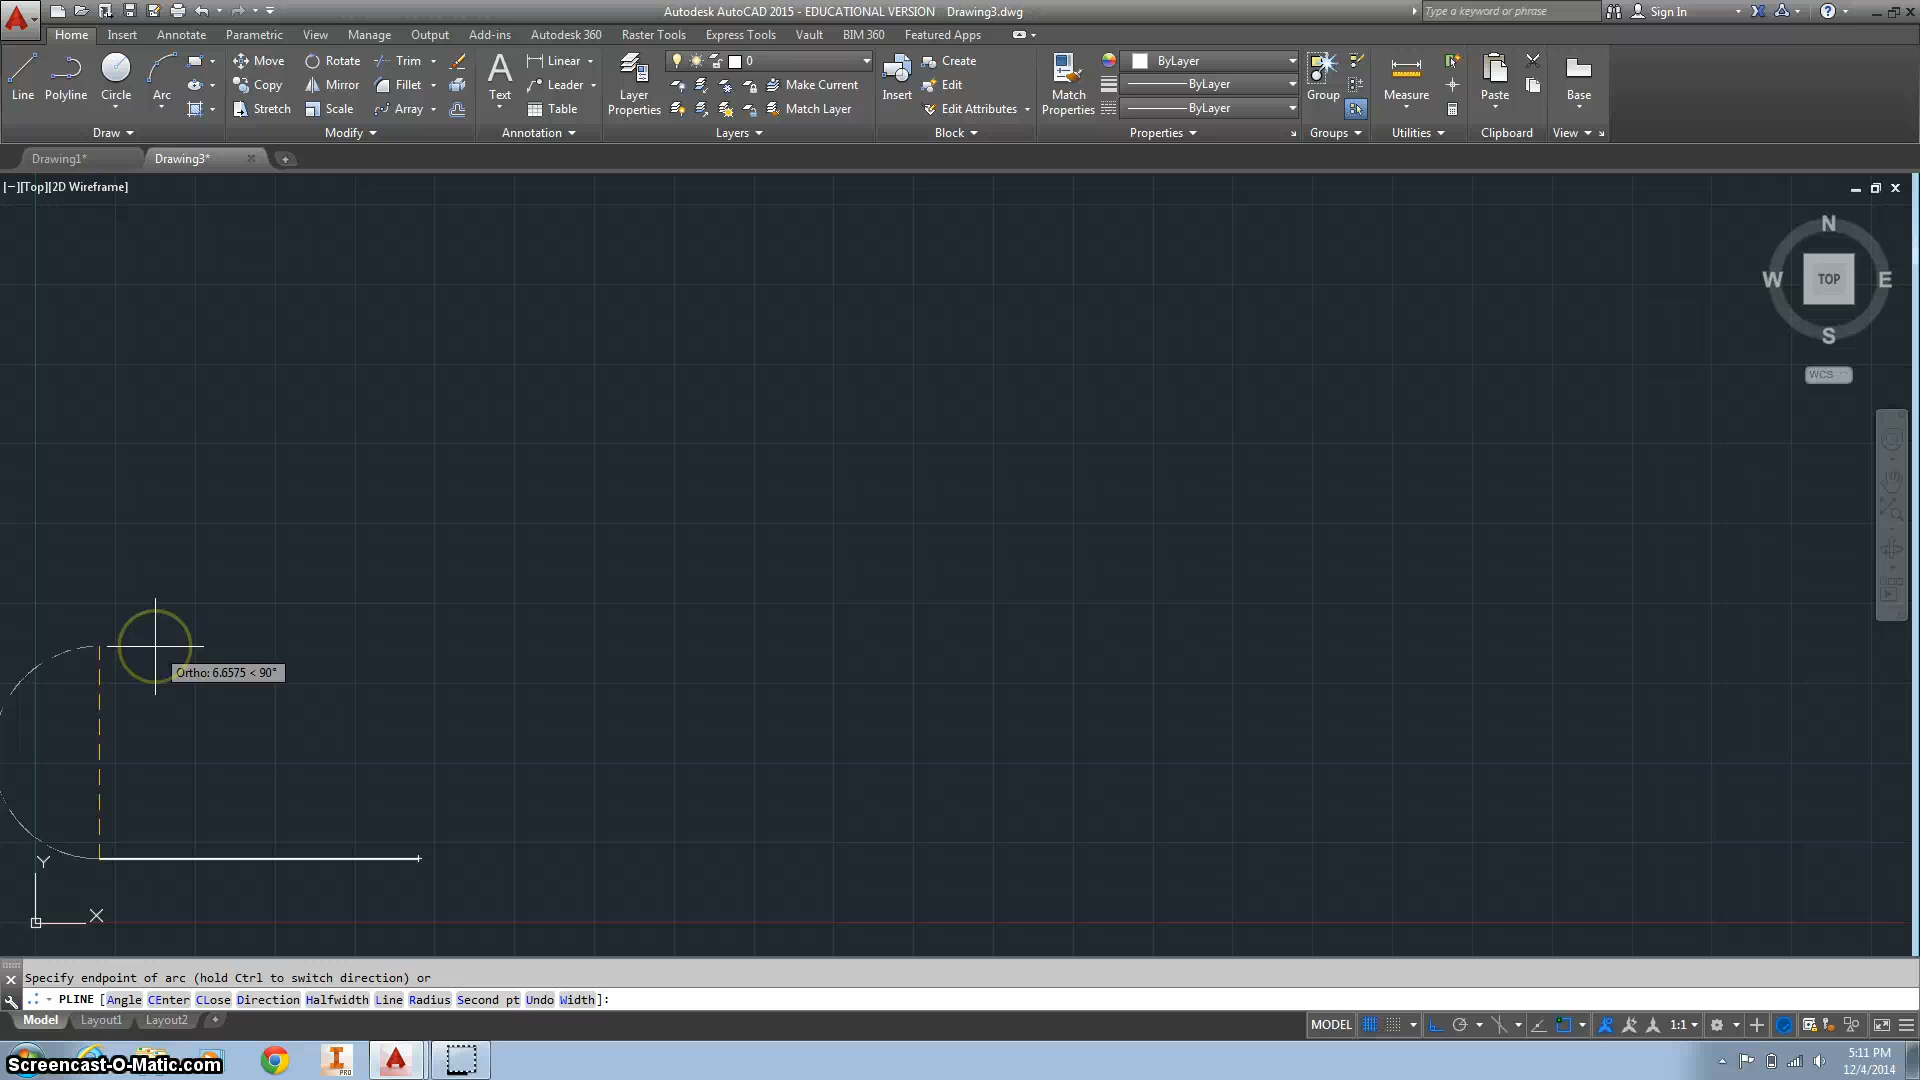 Autodesk AutoCAD 2015 - EDUCATIONAL VERSION Drawing3.dwg
Type a keyword or phrase
Sign In
Home Insert Annotate Parametric View Manage Output Add-ins Autodesk 360 Raster Tools Express Tools Vault BIM 360 Featured Apps
Line Polyline Circle Arc
Draw
Move Rotate Trim
Copy Mirror Fillet
Stretch Scale Array
Modify
Text
Linear
Leader
Table
Annotation
Layer Properties
0
Make Current
Match Layer
Layers
Insert
Create
Edit
Edit Attributes
Block
Match Properties
ByLayer
ByLayer
ByLayer
Properties
Group
Groups
Measure
Utilities
Paste
Clipboard
Base
View
Drawing1* Drawing3*
[−][Top][2D Wireframe]
N
W TOP E
S
WCS
Ortho: 6.6575 < 90°
Y
X
Specify endpoint of arc (hold Ctrl to switch direction) or
PLINE [Angle CEnter CLose Direction Halfwidth Line Radius Second pt Undo Width]:
Model Layout1 Layout2
MODEL 1:1
Screencast-O-Matic.com
PRO
5:11 PM
12/4/2014